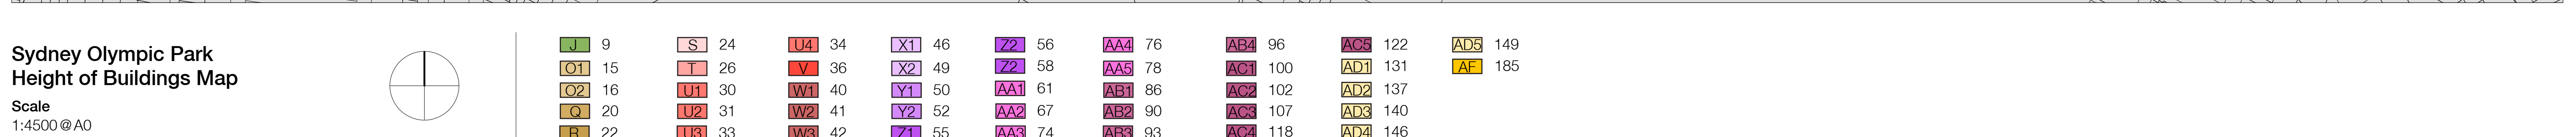 Sydney Olympic Park
Height of Buildings Map
Scale
1:4500@A0
J 9
O1 15
O2 16
Q 20
R 22
S 24
T 26
U1 30
U2 31
U3 33
U4 34
V 36
W1 40
W2 41
W3 42
X1 46
X2 49
Y1 50
Y2 52
Z1 55
Z2 56
Z2 58
AA1 61
AA2 67
AA3 74
AA4 76
AA5 78
AB1 86
AB2 90
AB3 93
AB4 96
AC1 100
AC2 102
AC3 107
AC4 118
AC5 122
AD1 131
AD2 137
AD3 140
AD4 146
AD5 149
AF 185